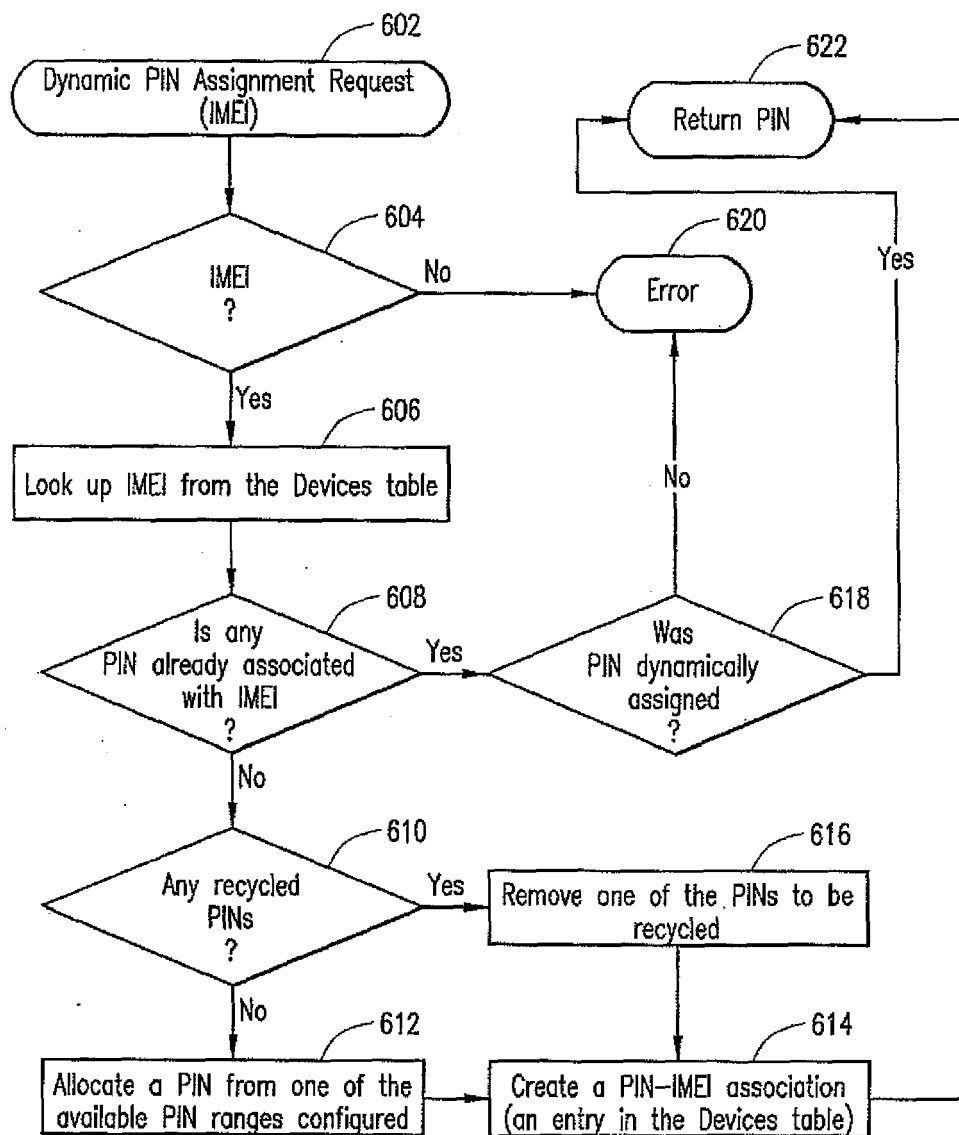 602
Dynamic PIN Assignment Request
(IMEI)
622
Return PIN
604
IMEI
?
No
620
Error
Yes
Yes
606
Look up IMEI from the Devices table
No
608
Is any
PIN already associated
with IMEI
?
Yes
618
Was
PIN dynamically
assigned
?
No
610
Any recycled
PINs
?
Yes
616
Remove one of the PINs to be
recycled
No
612
Allocate a PIN from one of the
available PIN ranges configured
614
Create a PIN-IMEI association
(an entry in the Devices table)